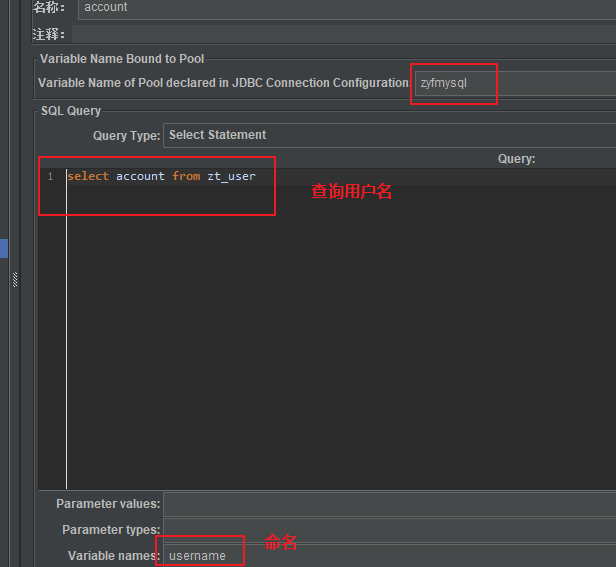 名称： account
注释：
Variable Name Bound to Pool
Variable Name of Pool declared in JDBC Connection Configuration: zyfmysql
SQL Query
Query Type: Select Statement
Query:
1 select account from zt_user
查询用户名
Parameter values:
Parameter types:
命名
Variable names: username